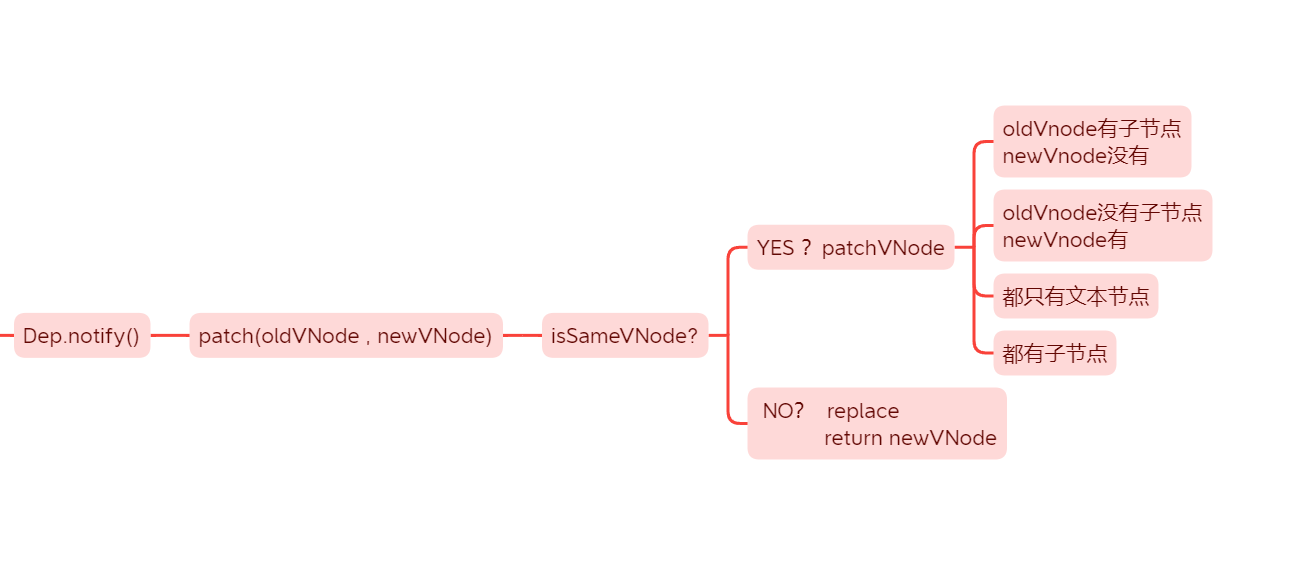 Dep.notify()
patch(oldVNode , newVNode)
isSameVNode?
YES ? patchVNode
oldVnode有子节点
newVnode没有
oldVnode没有子节点
newVnode有
都只有文本节点
都有子节点
NO? replace
return newVNode